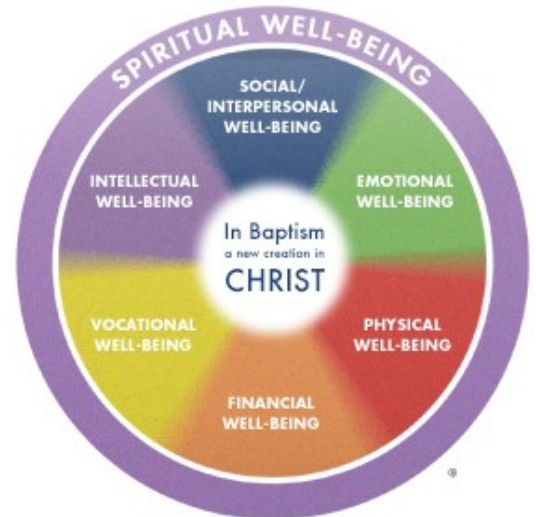 SPIRITUAL WELL-BEING
SOCIAL/
INTERPERSONAL
WELL-BEING
INTELLECTUAL
WELL-BEING
EMOTIONAL
WELL-BEING
In Baptism
a new creation in
CHRIST
VOCATIONAL
WELL-BEING
PHYSICAL
WELL-BEING
FINANCIAL
WELL-BEING
®